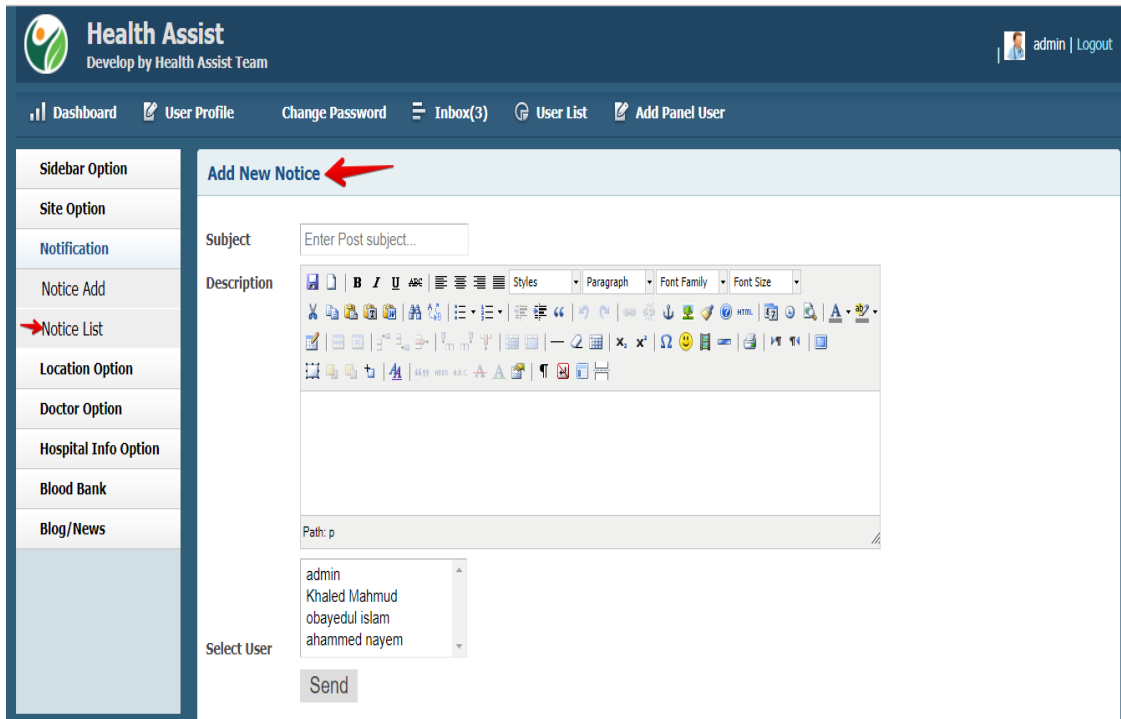 Health Assist
Develop by Health Assist Team
admin | Logout
Dashboard User Profile Change Password Inbox(3) User List Add Panel User
Sidebar Option
Site Option
Notification
Notice Add
Notice List
Location Option
Doctor Option
Hospital Info Option
Blood Bank
Blog/News
Add New Notice
Subject Enter Post subject...
Description
B I U ABC Styles Paragraph Font Family Font Size
HTML
Path: p
admin
Khaled Mahmud
obayedul islam
ahammed nayem
Select User
Send